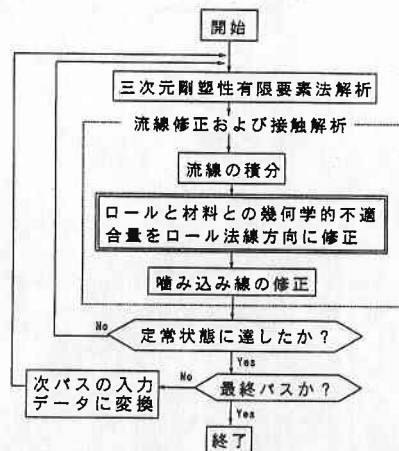 開始
三次元剛塑性有限要素法解析
流線修正および接触解析
流線の積分
ロールと材料との幾何学的不適
合量をロール法線方向に修正
噛み込み線の修正
No
定常状態に達したか？
Yes
次パスの入力
データに変換
No
最終パスか？
Yes
終了